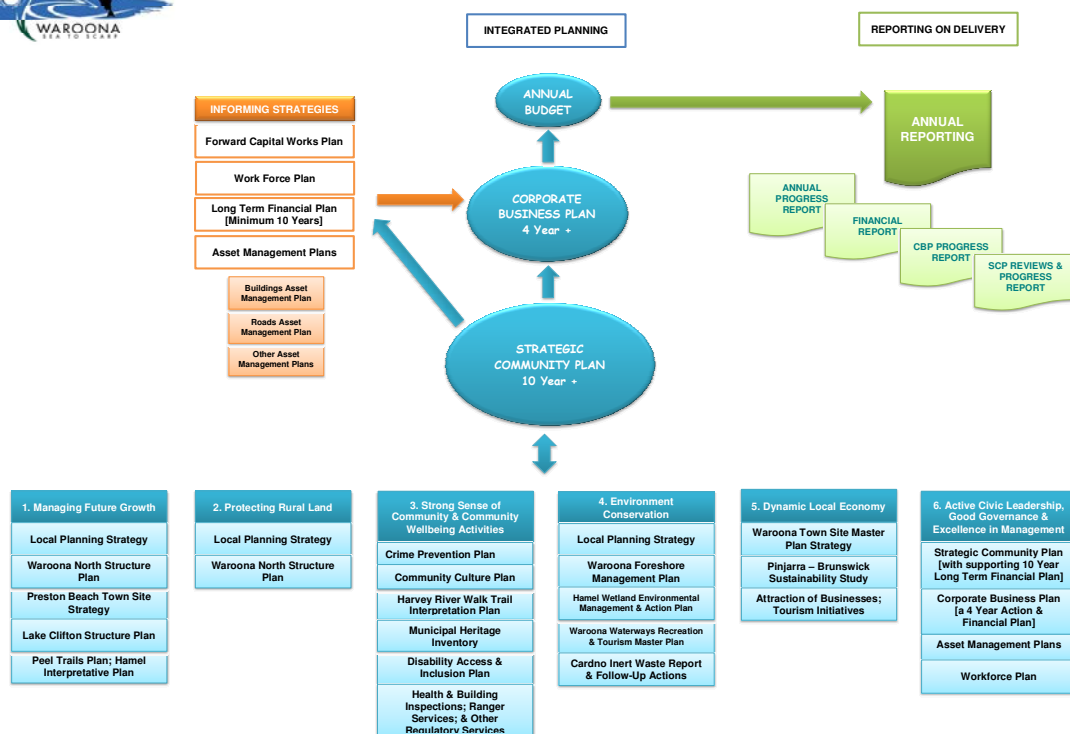 WAROONA
SEA TO SCARP
INTEGRATED PLANNING
REPORTING ON DELIVERY
INFORMING STRATEGIES
Forward Capital Works Plan
Work Force Plan
Long Term Financial Plan
[Minimum 10 Years]
Asset Management Plans
Buildings Asset
Management Plan
Roads Asset
Management Plan
Other Asset
Management Plans
ANNUAL
BUDGET
CORPORATE
BUSINESS PLAN
4 Year +
STRATEGIC
COMMUNITY PLAN
10 Year +
ANNUAL
REPORTING
ANNUAL
PROGRESS
REPORT
FINANCIAL
REPORT
CBP PROGRESS
REPORT
SCP REVIEWS &
PROGRESS
REPORT
1. Managing Future Growth
Local Planning Strategy
Waroona North Structure
Plan
Preston Beach Town Site
Strategy
Lake Clifton Structure Plan
Peel Trails Plan; Hamel
Interpretative Plan
2. Protecting Rural Land
Local Planning Strategy
Waroona North Structure
Plan
3. Strong Sense of
Community & Community
Wellbeing Activities
Crime Prevention Plan
Community Culture Plan
Harvey River Walk Trail
Interpretation Plan
Municipal Heritage
Inventory
Disability Access &
Inclusion Plan
Health & Building
Inspections; Ranger
Services; & Other
Regulatory Services
4. Environment
Conservation
Local Planning Strategy
Waroona Foreshore
Management Plan
Hamel Wetland Environmental
Management & Action Plan
Waroona Waterways Recreation
& Tourism Master Plan
Cardno Inert Waste Report
& Follow-Up Actions
5. Dynamic Local Economy
Waroona Town Site Master
Plan Strategy
Pinjarra – Brunswick
Sustainability Study
Attraction of Businesses;
Tourism Initiatives
6. Active Civic Leadership,
Good Governance &
Excellence in Management
Strategic Community Plan
[with supporting 10 Year
Long Term Financial Plan]
Corporate Business Plan
[a 4 Year Action &
Financial Plan]
Asset Management Plans
Workforce Plan